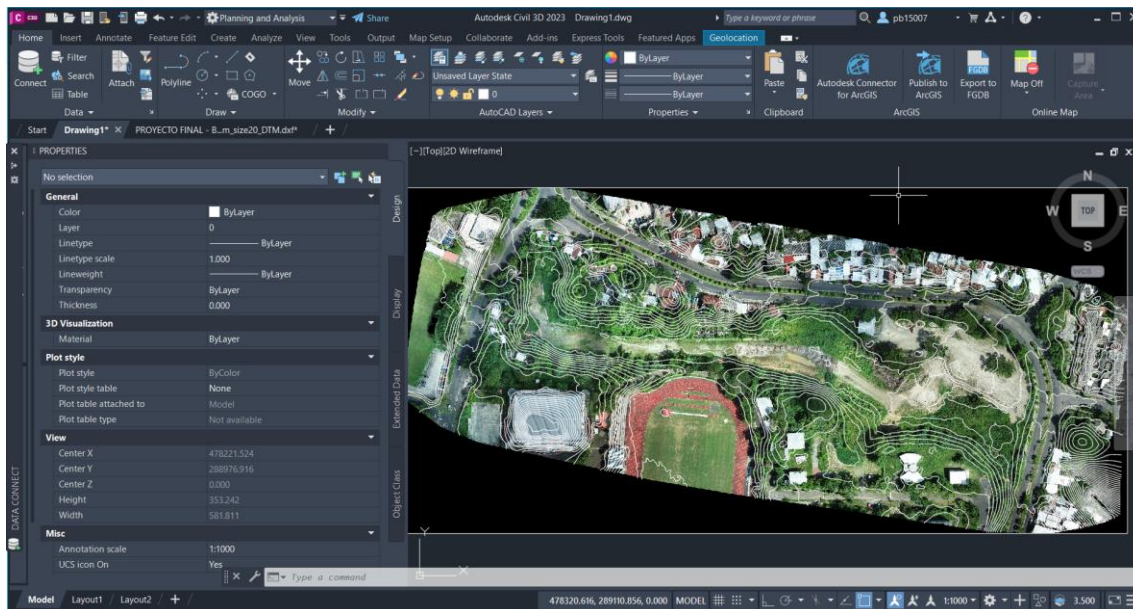 C C3D Planning and Analysis Share Autodesk Civil 3D 2023 Drawing1.dwg Type a keyword or phrase pb15007
Home Insert Annotate Feature Edit Create Analyze View Tools Output Map Setup Collaborate Add-ins Express Tools Featured Apps Geolocation
Connect Filter Search Table Attach Polyline COGO Move Unsaved Layer State 0 ByLayer ByLayer ByLayer Paste Autodesk Connector for ArcGIS Publish to ArcGIS FGDB Export to FGDB Map Off Capture Area
Data Draw Modify AutoCAD Layers Properties Clipboard ArcGIS Online Map
Start Drawing1* PROYECTO FINAL - B...m_size20_DTM.dxf*
PROPERTIES
[−][Top][2D Wireframe]
No selection
General
Color ByLayer
Layer 0
Linetype ByLayer
Linetype scale 1.000
Lineweight ByLayer
Transparency ByLayer
Thickness 0.000
3D Visualization
Material ByLayer
Plot style
Plot style ByColor
Plot style table None
Plot table attached to Model
Plot table type Not available
View
Center X 478221.524
Center Y 288976.916
Center Z 0.000
Height 353.242
Width 581.811
Misc
Annotation scale 1:1000
UCS icon On Yes
Design
Display
Extended Data
Object Class
DATA CONNECT
N
W TOP E
S
WCS
Y
X
Type a command
Model Layout1 Layout2 478320.616, 289110.856, 0.000 MODEL 1:1000 3.500